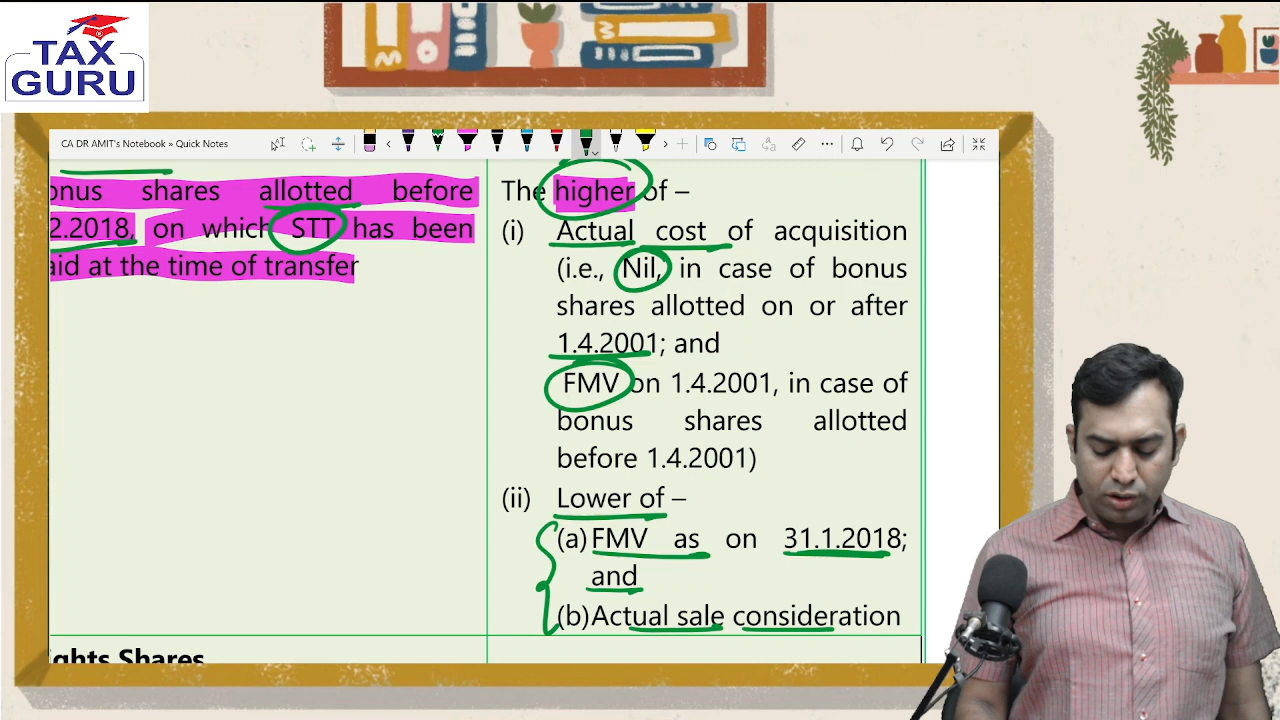 TAX
GURU
CA DR AMIT's Notebook » Quick Notes
onus shares allotted before
2.2018, on which STT has been
aid at the time of transfer
The higher of –
(i) Actual cost of acquisition
(i.e., Nil, in case of bonus
shares allotted on or after
1.4.2001; and
FMV on 1.4.2001, in case of
bonus shares allotted
before 1.4.2001)
(ii) Lower of –
(a) FMV as on 31.1.2018;
and
(b) Actual sale consideration
ghts Shares